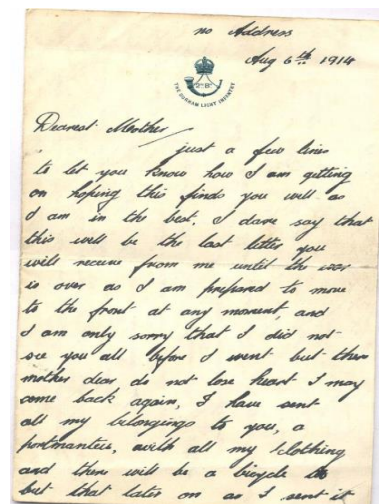 no Address
Aug 6th 1914
2nd Bn
THE DURHAM LIGHT INFANTRY
Dearest Mother
just a few lines
to let you know how I am getting
on hoping this finds you well as
I am in the best. I dare say that
this will be the last letter you
will receive from me until the war
is over as I am prepared to move
to the front at any moment, and
I am only sorry that I did not
see you all before I went but then
mother dear do not lose heart I may
come back again, I have sent
all my belongings to you, a
portmanteu, with all my clothing
and there will be a bicycle
but that later on as I sent it